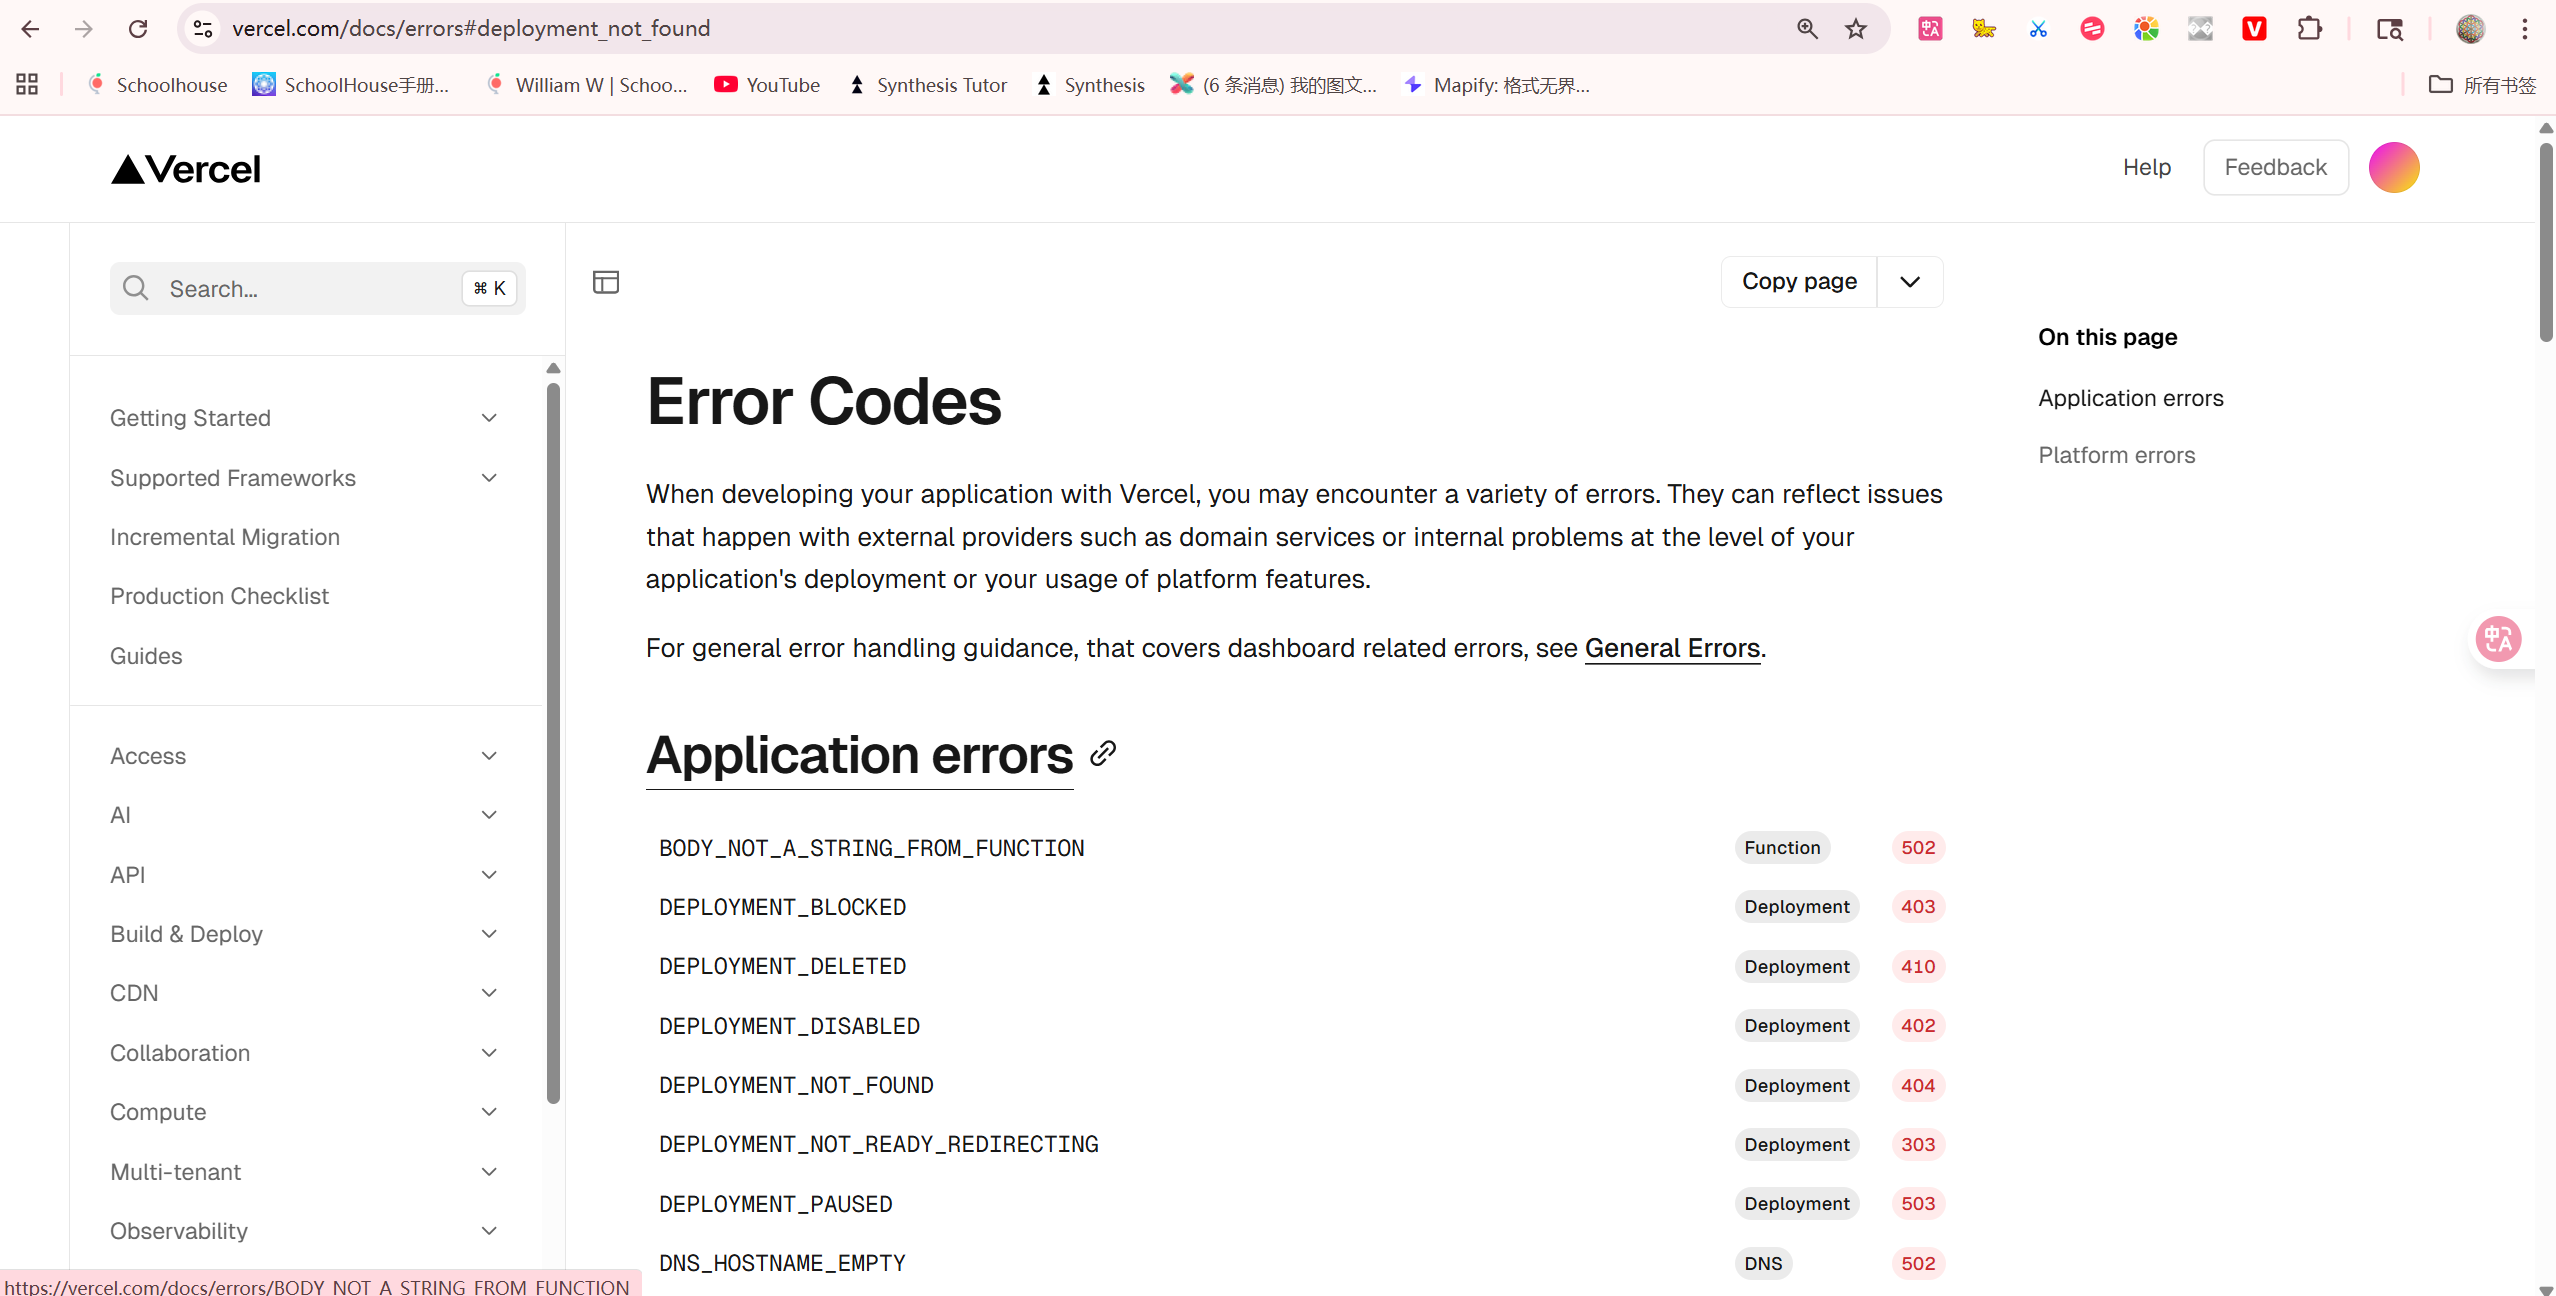 vercel.com/docs/errors#deployment_not_found
Schoolhouse
SchoolHouse手册...
William W | Schoo...
YouTube
Synthesis Tutor
Synthesis
(6 条消息) 我的图文...
Mapify: 格式无界...
所有书签
Vercel
Help
Feedback
Search...
⌘ K
Copy page
On this page
Application errors
Platform errors
Getting Started
Supported Frameworks
Incremental Migration
Production Checklist
Guides
Access
AI
API
Build & Deploy
CDN
Collaboration
Compute
Multi-tenant
Observability
Error Codes
When developing your application with Vercel, you may encounter a variety of errors. They can reflect issues
that happen with external providers such as domain services or internal problems at the level of your
application's deployment or your usage of platform features.
For general error handling guidance, that covers dashboard related errors, see General Errors.
Application errors
BODY_NOT_A_STRING_FROM_FUNCTION Function 502
DEPLOYMENT_BLOCKED Deployment 403
DEPLOYMENT_DELETED Deployment 410
DEPLOYMENT_DISABLED Deployment 402
DEPLOYMENT_NOT_FOUND Deployment 404
DEPLOYMENT_NOT_READY_REDIRECTING Deployment 303
DEPLOYMENT_PAUSED Deployment 503
DNS_HOSTNAME_EMPTY DNS 502
https://vercel.com/docs/errors/BODY_NOT_A_STRING_FROM_FUNCTION